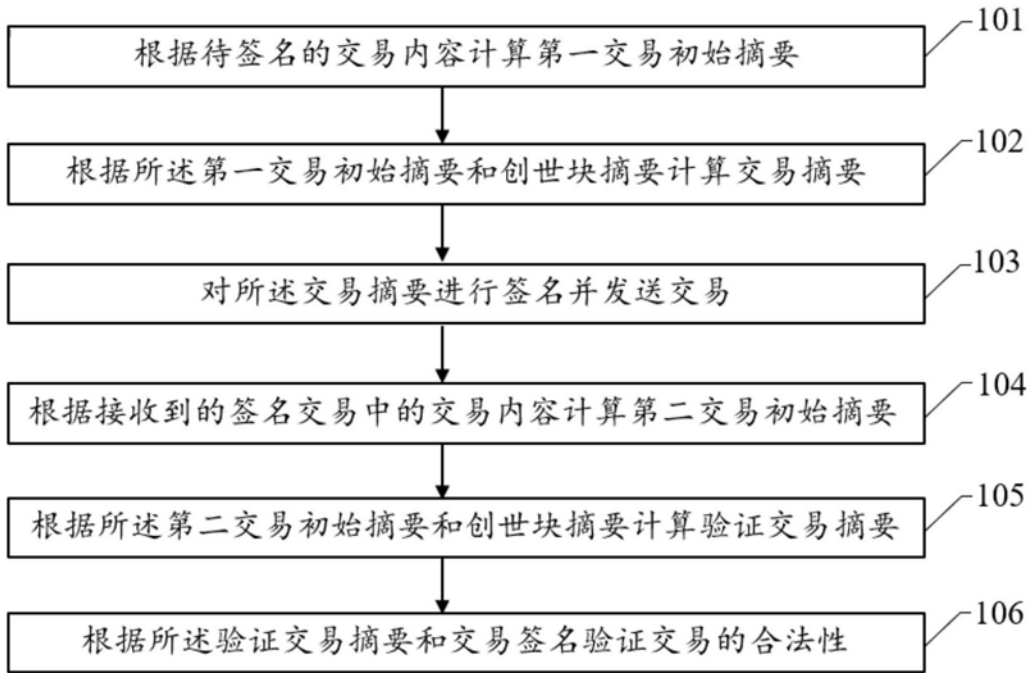 101
根据待签名的交易内容计算第一交易初始摘要
102
根据所述第一交易初始摘要和创世块摘要计算交易摘要
103
对所述交易摘要进行签名并发送交易
104
根据接收到的签名交易中的交易内容计算第二交易初始摘要
105
根据所述第二交易初始摘要和创世块摘要计算验证交易摘要
106
根据所述验证交易摘要和交易签名验证交易的合法性